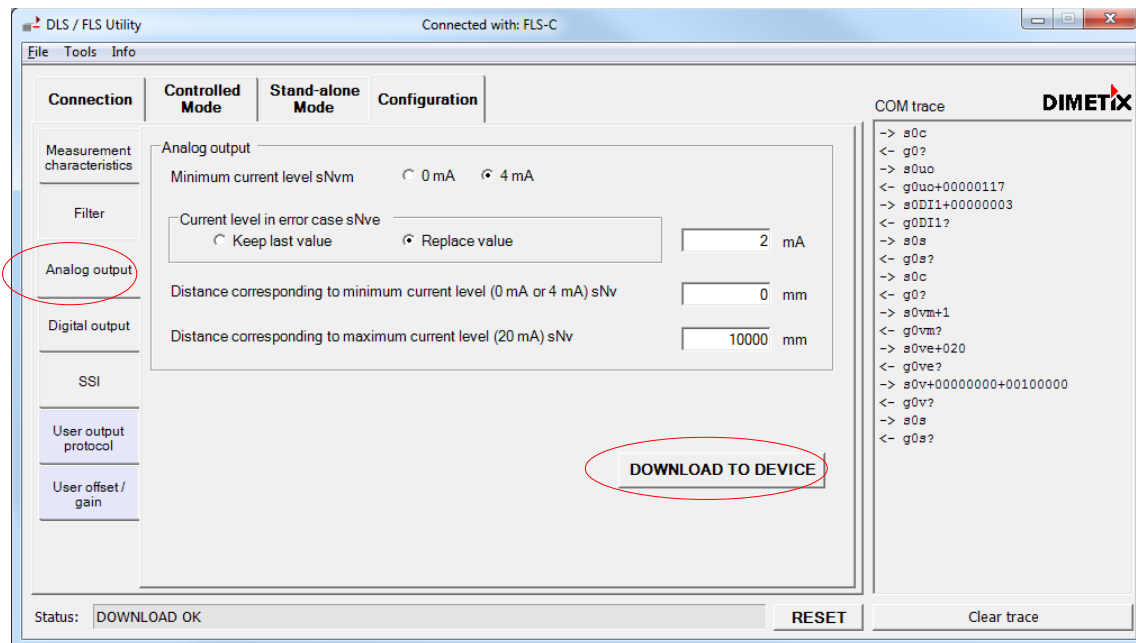 DLS / FLS Utility
Connected with: FLS-C
File Tools Info
Connection
Controlled
Mode
Stand-alone
Mode
Configuration
Measurement
characteristics
Filter
Analog output
Digital output
SSI
User output
protocol
User offset /
gain
Analog output
Minimum current level sNvm 0 mA 4 mA
Current level in error case sNve
Keep last value Replace value 2 mA
Distance corresponding to minimum current level (0 mA or 4 mA) sNv 0 mm
Distance corresponding to maximum current level (20 mA) sNv 10000 mm
DOWNLOAD TO DEVICE
COM trace DIMETIX
-> s0c
<- g0?
-> s0uo
<- g0uo+00000117
-> s0DI1+00000003
<- g0DI1?
-> s0s
<- g0s?
-> s0c
<- g0?
-> s0vm+1
<- g0vm?
-> s0ve+020
<- g0ve?
-> s0v+00000000+00100000
<- g0v?
-> s0s
<- g0s?
Status: DOWNLOAD OK RESET Clear trace